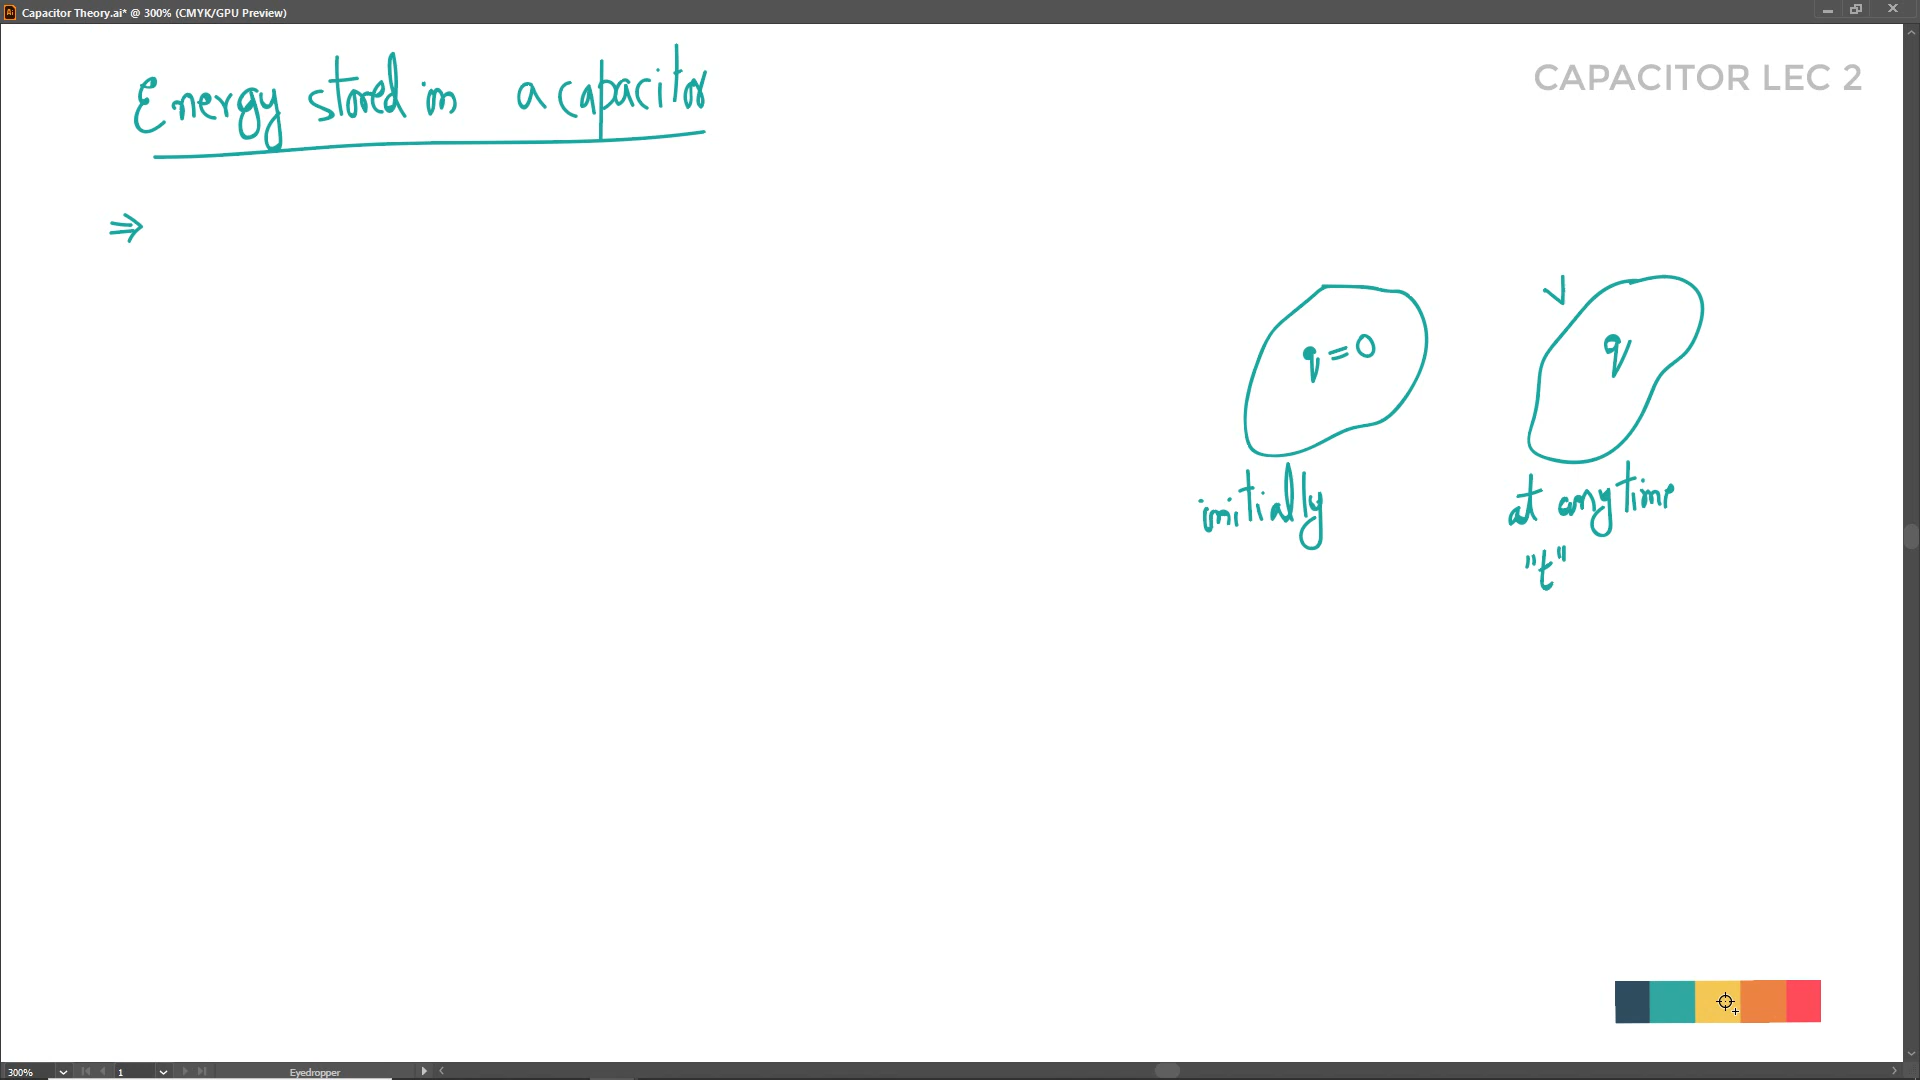 Capacitor Theory.ai* @ 300% (CMYK/GPU Preview)
CAPACITOR LEC 2
Energy stored in a capacitor
⇒
q = 0
V
q
initially
at any time
"t"
300%
1
Eyedropper